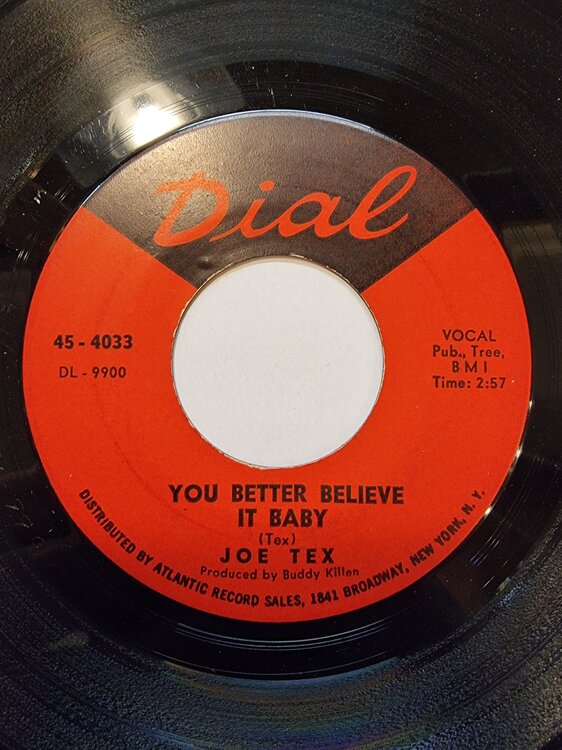 Dial
45 - 4033
DL - 9900
VOCAL
Pub., Tree,
B M I
Time: 2:57
YOU BETTER BELIEVE
IT BABY
(Tex)
JOE TEX
Produced by Buddy Killen
DISTRIBUTED BY ATLANTIC RECORD SALES, 1841 BROADWAY, NEW YORK, N. Y.